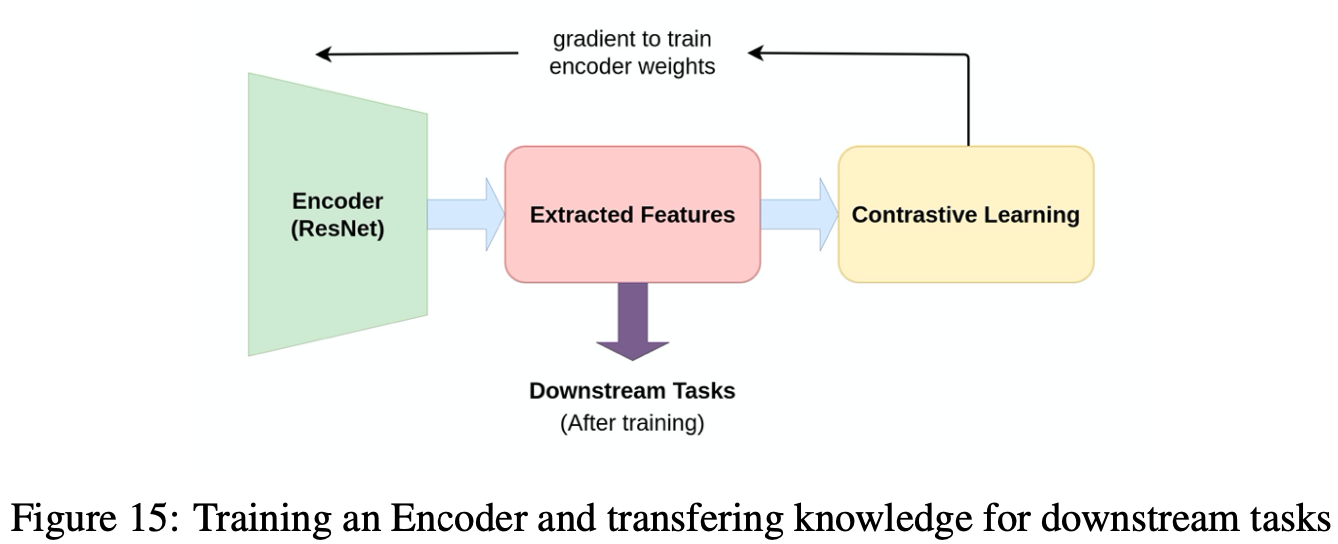 gradient to train
encoder weights
Encoder
(ResNet)
Extracted Features
Contrastive Learning
Downstream Tasks
(After training)
Figure 15: Training an Encoder and transfering knowledge for downstream tasks